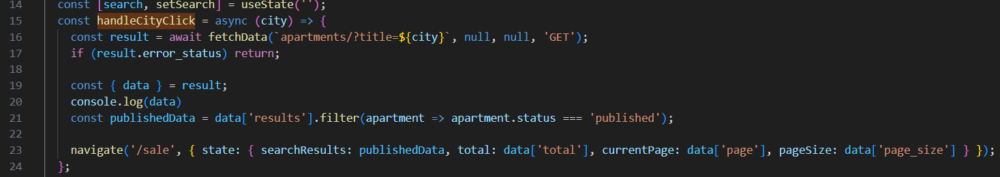 14 const [search, setSearch] = useState('');
15 const handleCityClick = async (city) => {
16 const result = await fetchData(`apartments/?title=${city}`, null, null, 'GET');
17 if (result.error_status) return;
18
19 const { data } = result;
20 console.log(data)
21 const publishedData = data['results'].filter(apartment => apartment.status === 'published');
22
23 navigate('/sale', { state: { searchResults: publishedData, total: data['total'], currentPage: data['page'], pageSize: data['page_size'] } });
24 };